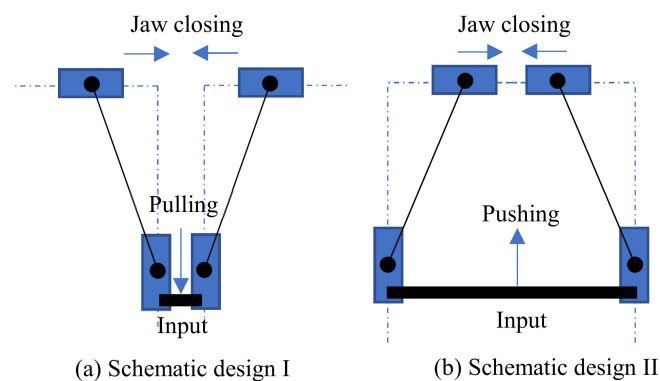 Jaw closing
Jaw closing
Pulling
Pushing
Input
Input
(a) Schematic design I
(b) Schematic design II